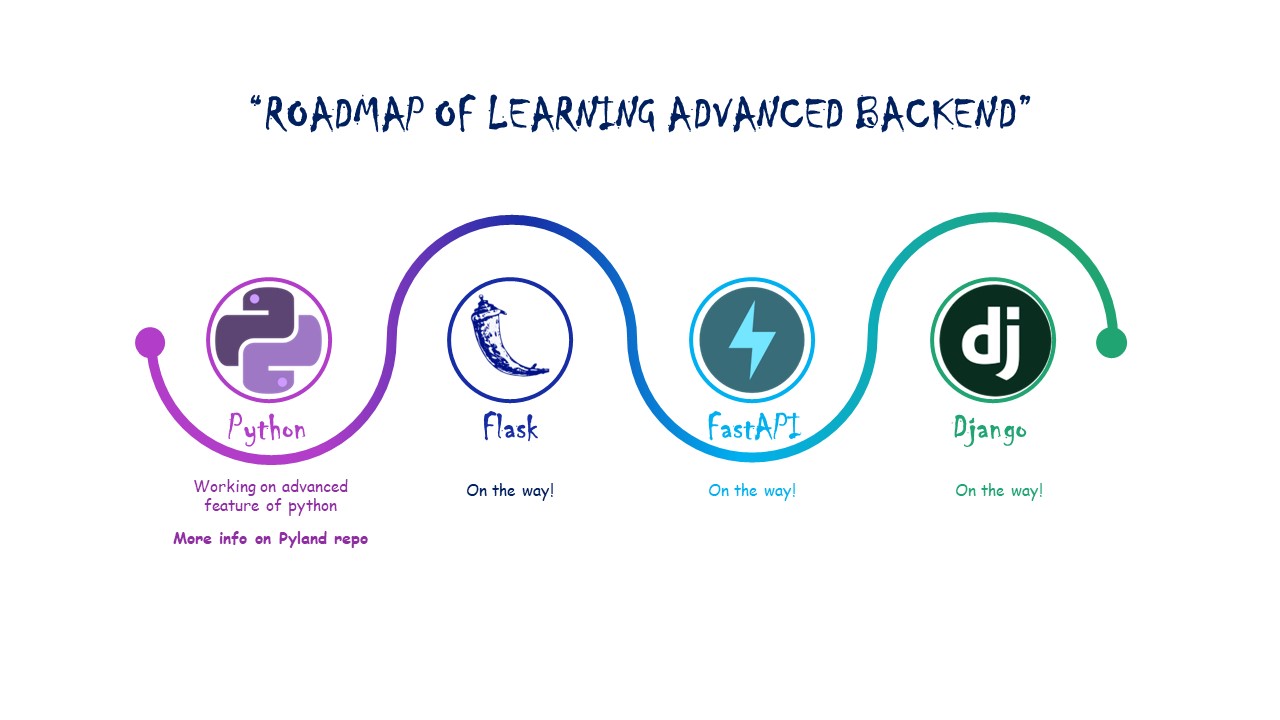 “ROADMAP OF LEARNING ADVANCED BACKEND”
dj
Python
Flask
FastAPI
Django
Working on advanced
feature of python
More info on Pyland repo
On the way!
On the way!
On the way!